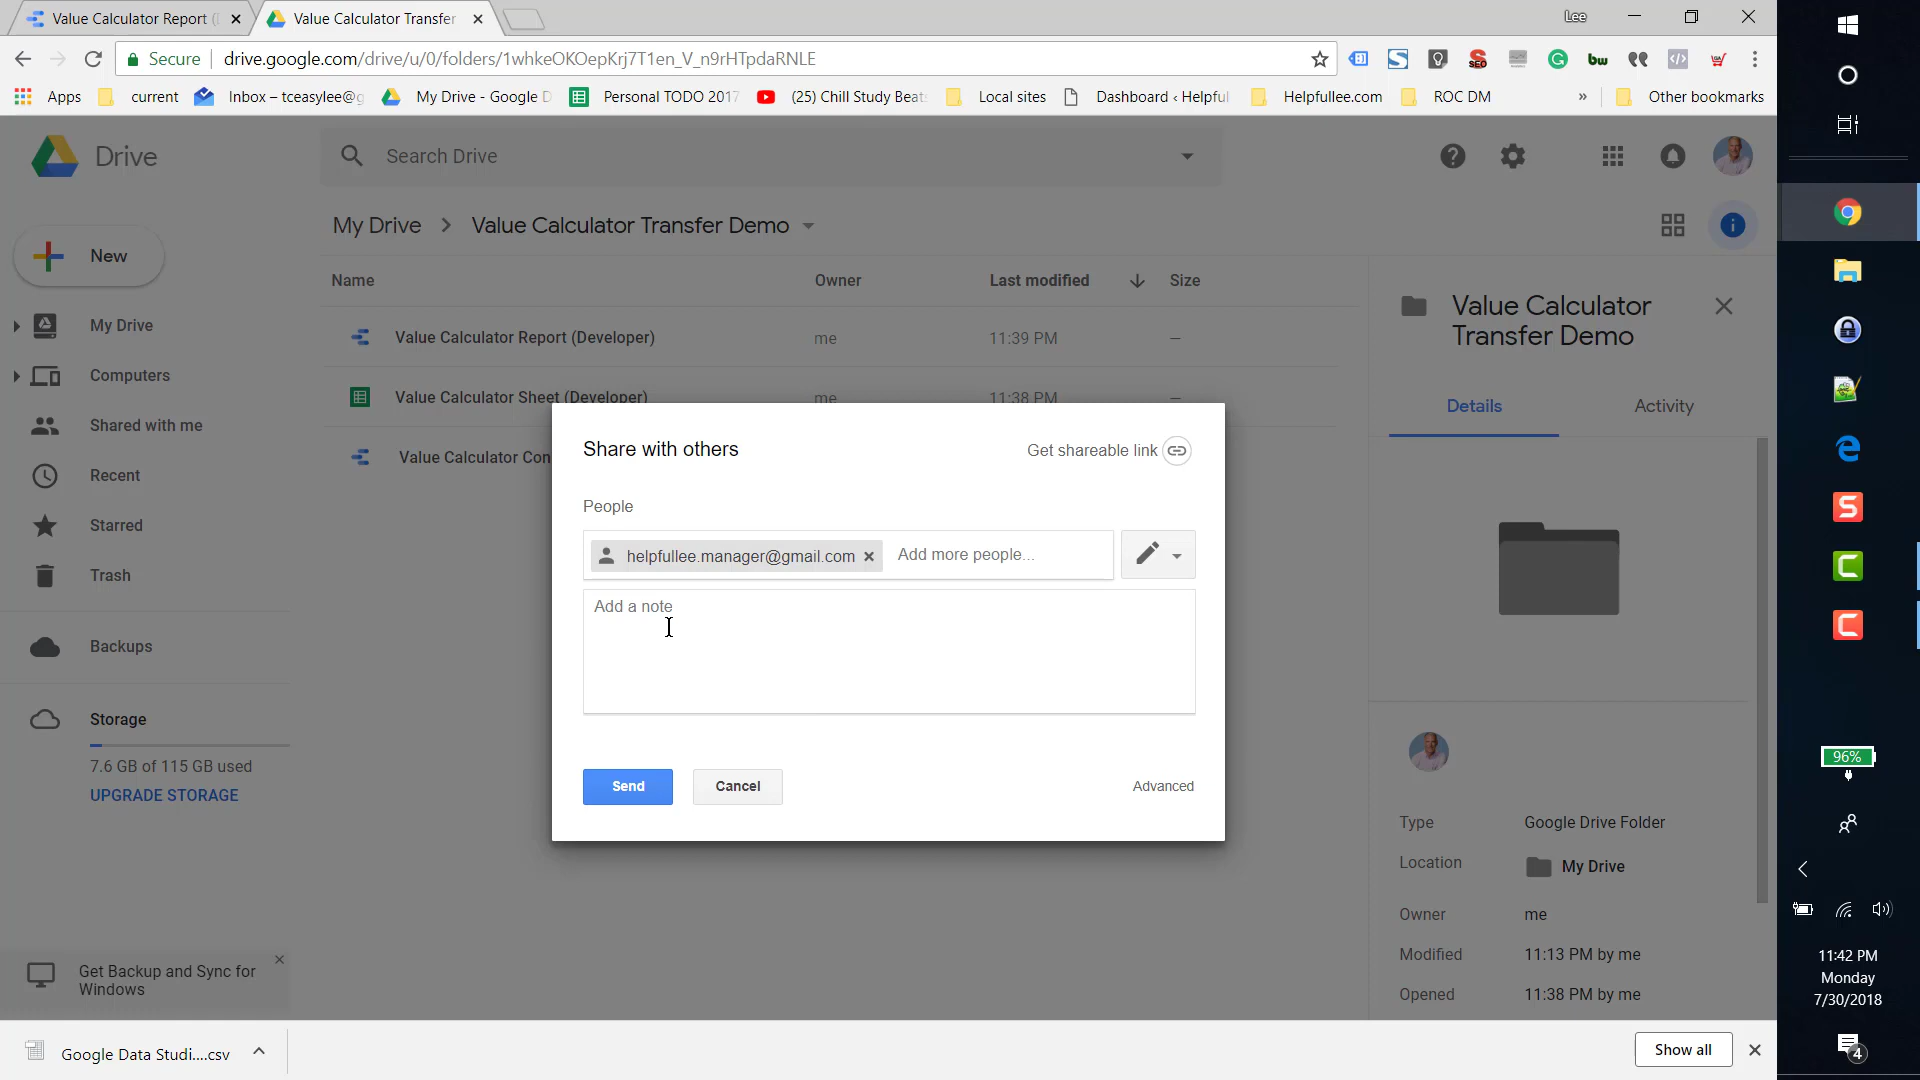 Value Calculator Report (
Value Calculator Transfer
Lee
Secure
drive.google.com/drive/u/0/folders/1whkeOKOepKrj7T1en_V_n9rHTpdaRNLE
Apps
current
Inbox – tceasylee@g
My Drive - Google D
Personal TODO 2017
(25) Chill Study Beat
Local sites
Dashboard ‹ Helpful
Helpfullee.com
ROC DM
»
Other bookmarks
Drive
Search Drive
My Drive > Value Calculator Transfer Demo
New
Name
Owner
Last modified
Size
My Drive
Computers
Shared with me
Recent
Starred
Trash
Backups
Storage
7.6 GB of 115 GB used
UPGRADE STORAGE
Get Backup and Sync for
Windows
Value Calculator Report (Developer)
me
11:39 PM
–
Value Calculator Sheet (Developer)
me
11:38 PM
–
Value Calculator Con
Share with others
Get shareable link
People
helpfullee.manager@gmail.com
Add more people...
Add a note
Send
Cancel
Advanced
Value Calculator
Transfer Demo
Details
Activity
Type
Google Drive Folder
Location
My Drive
Owner
me
Modified
11:13 PM by me
Opened
11:38 PM by me
Google Data Studi....csv
Show all
96%
11:42 PM
Monday
7/30/2018
4